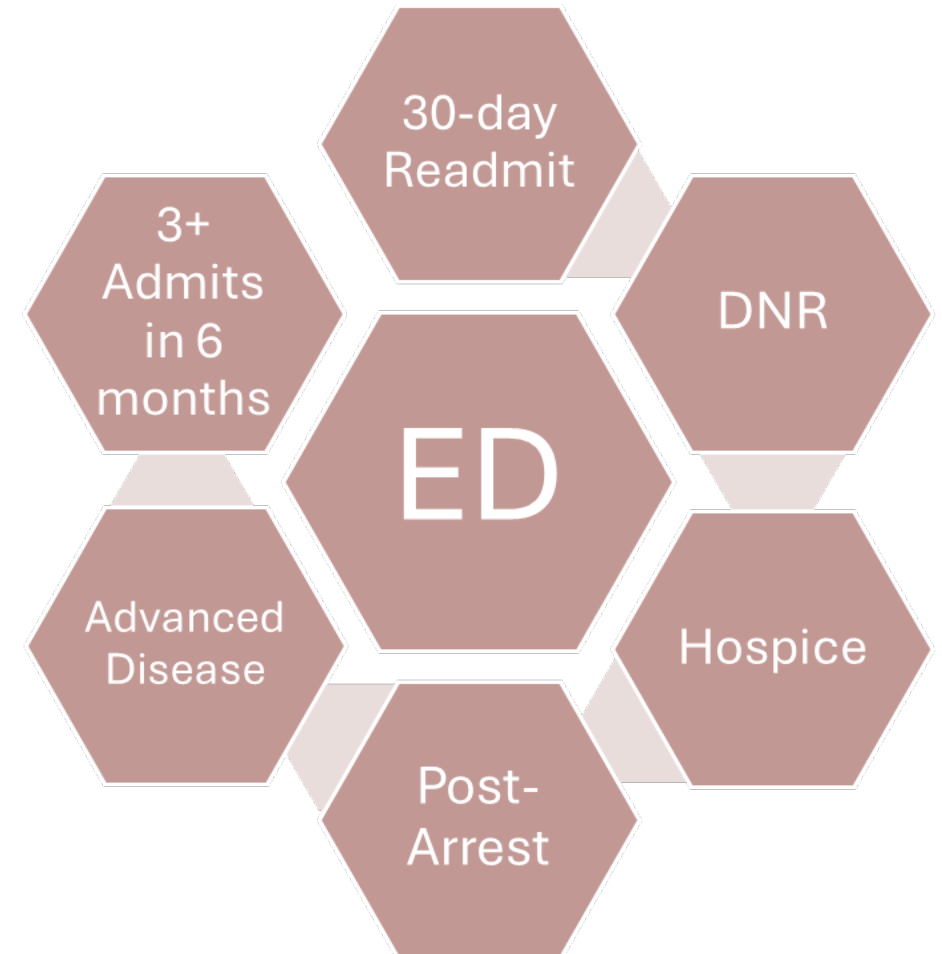 30-day
Readmit
3+
Admits
in 6
months
DNR
ED
Advanced
Disease
Hospice
Post-
Arrest